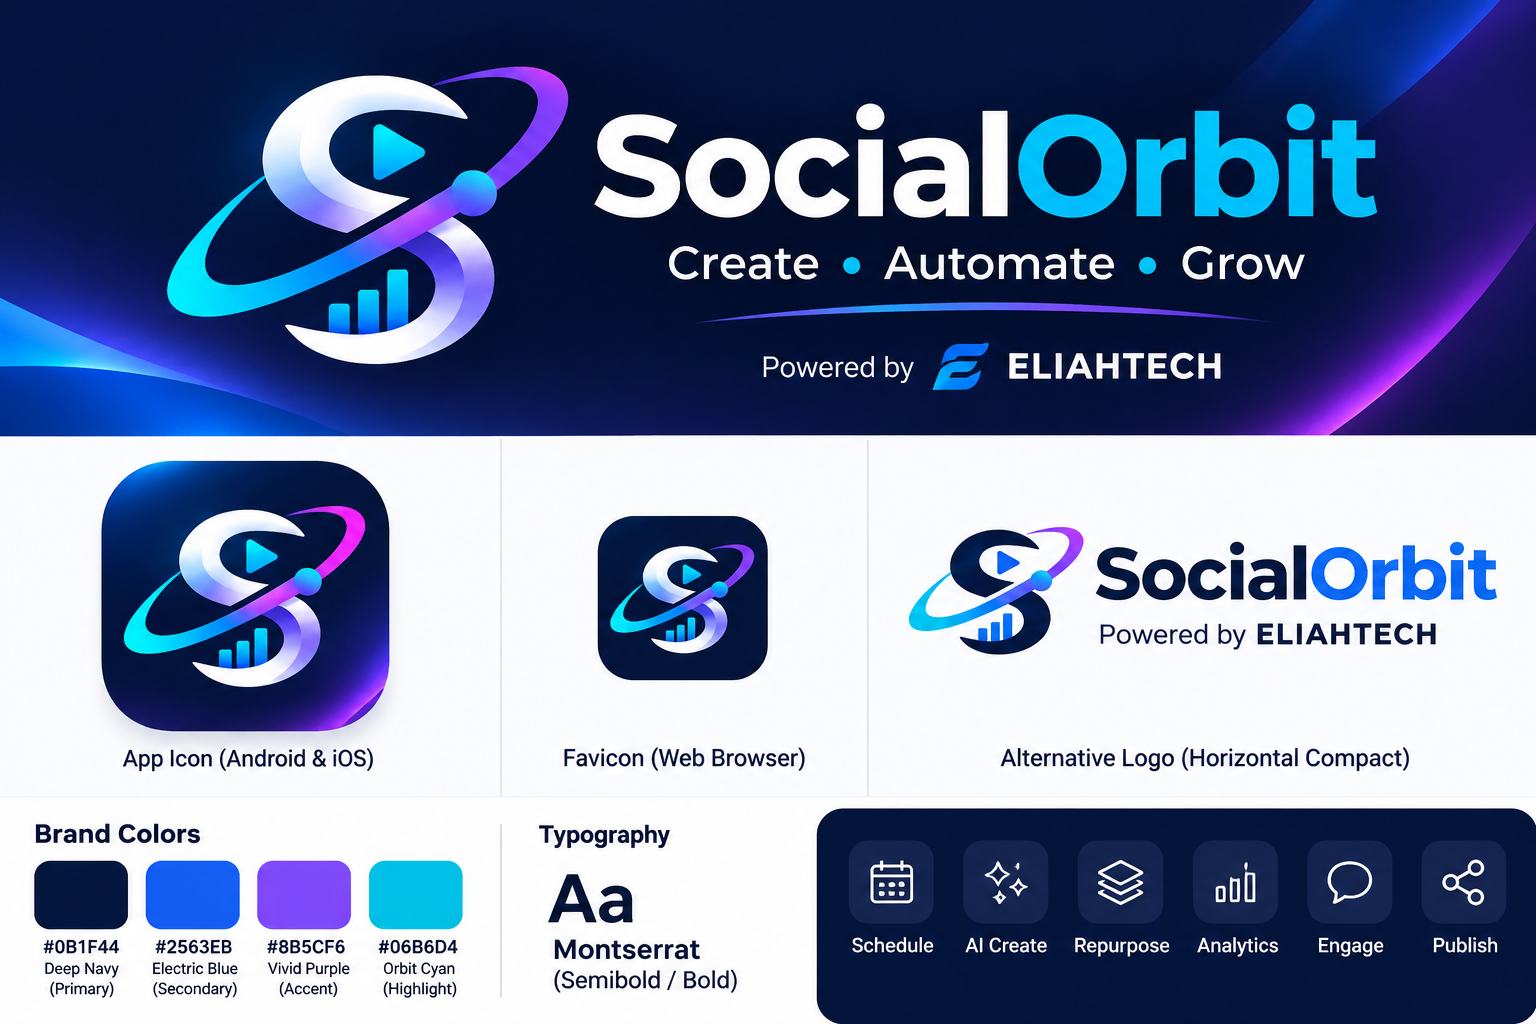 SocialOrbit
Create • Automate • Grow
Powered by ELIAHTECH
SocialOrbit
Powered by ELIAHTECH
App Icon (Android & iOS)
Favicon (Web Browser)
Alternative Logo (Horizontal Compact)
Brand Colors
#0B1F44
Deep Navy
(Primary)
#2563EB
Electric Blue
(Secondary)
#8B5CF6
Vivid Purple
(Accent)
#06B6D4
Orbit Cyan
(Highlight)
Typography
Aa
Montserrat
(Semibold / Bold)
Schedule
AI Create
Repurpose
Analytics
Engage
Publish